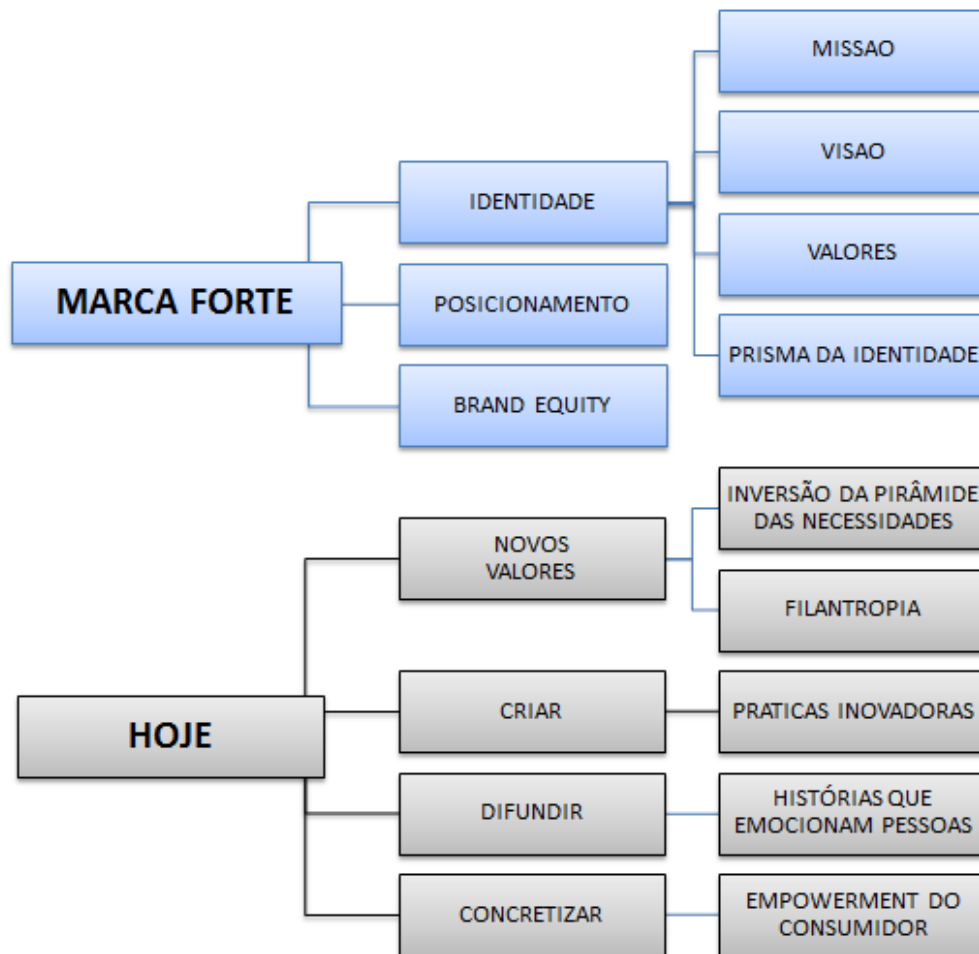 MISSAO
VISAO
IDENTIDADE
VALORES
MARCA FORTE
POSICIONAMENTO
PRISMA DA IDENTIDADE
BRAND EQUITY
INVERSÃO DA PIRÂMIDE
DAS NECESSIDADES
NOVOS
VALORES
FILANTROPIA
HOJE
CRIAR
PRATICAS INOVADORAS
DIFUNDIR
HISTÓRIAS QUE
EMOCIONAM PESSOAS
CONCRETIZAR
EMPOWERMENT DO
CONSUMIDOR